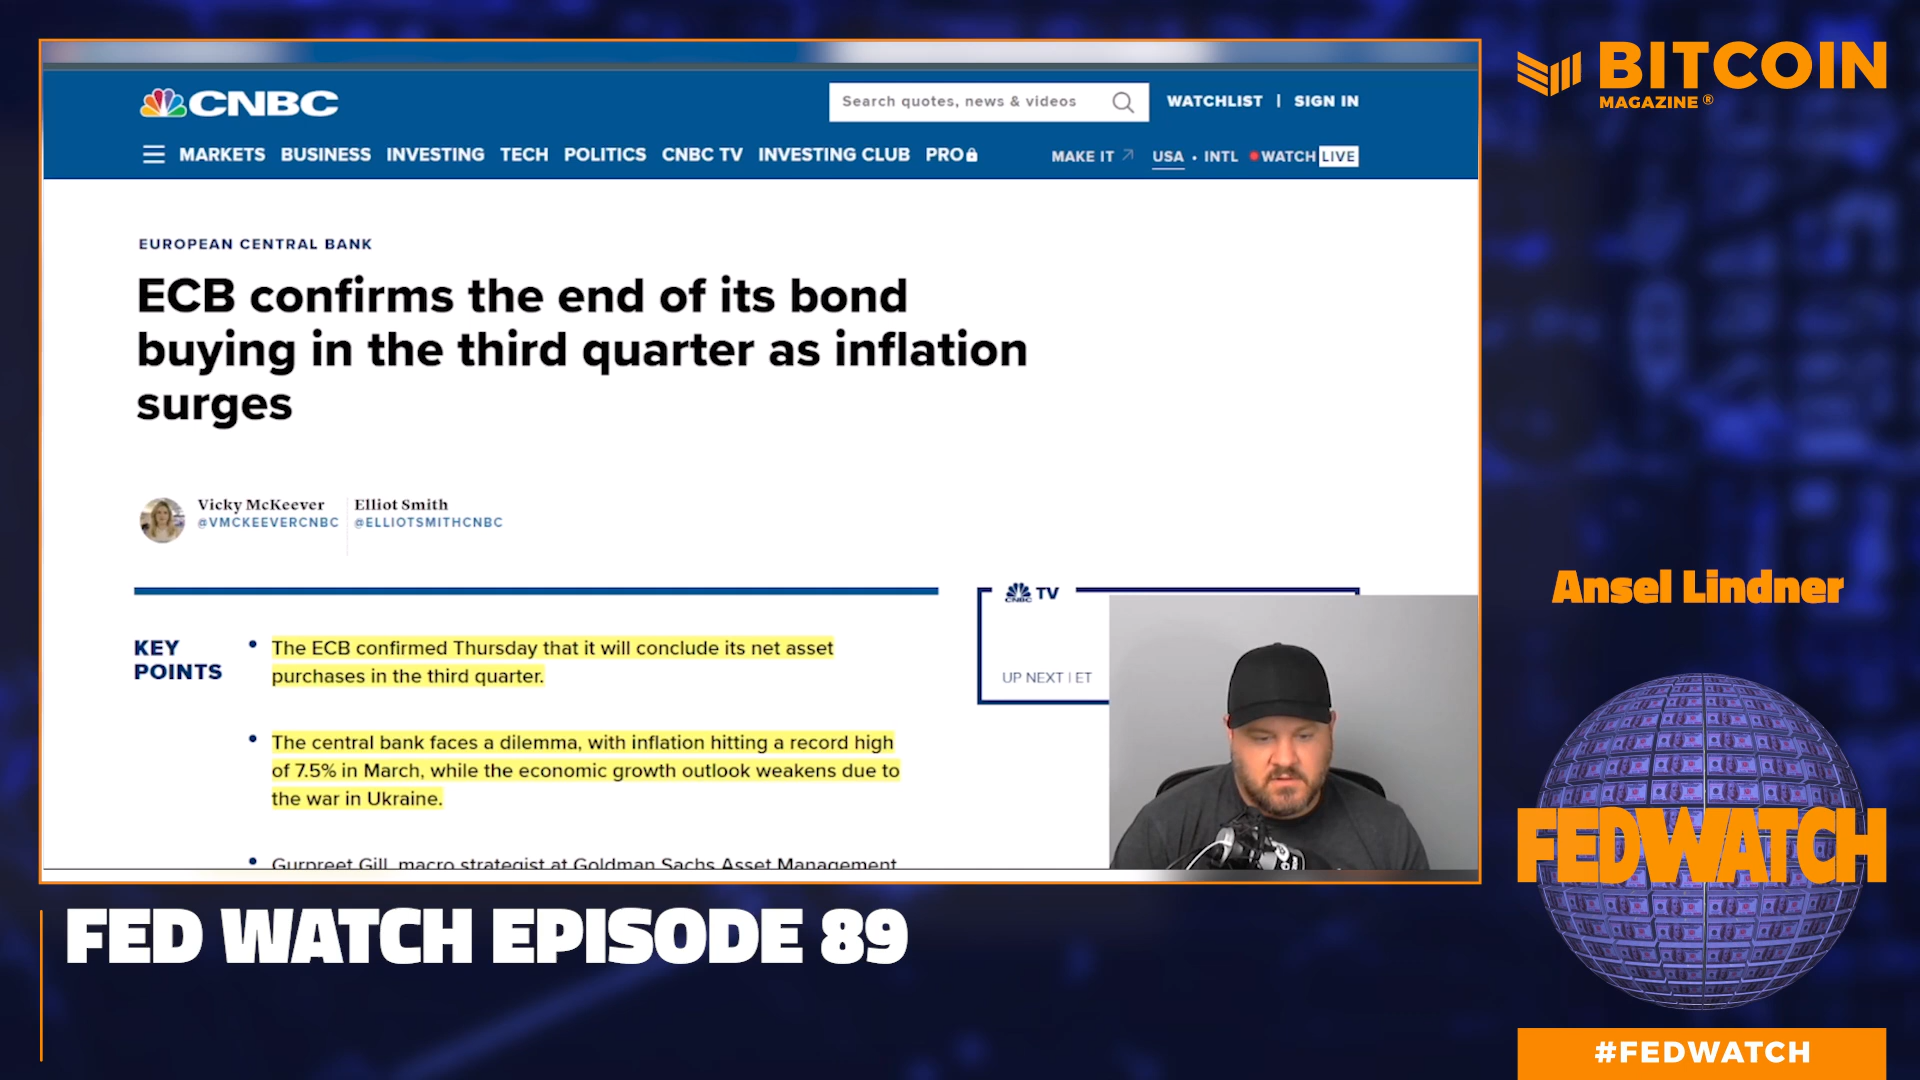 CNBC
Search quotes, news & videos
WATCHLIST | SIGN IN
MARKETS BUSINESS INVESTING TECH POLITICS CNBC TV INVESTING CLUB PRO
MAKE IT USA • INTL WATCH LIVE
EUROPEAN CENTRAL BANK
ECB confirms the end of its bond
buying in the third quarter as inflation
surges
Vicky McKeever
@VMCKEEVERCNBC
Elliot Smith
@ELLIOTSMITHCNBC
KEY
POINTS
• The ECB confirmed Thursday that it will conclude its net asset
purchases in the third quarter.
• The central bank faces a dilemma, with inflation hitting a record high
of 7.5% in March, while the economic growth outlook weakens due to
the war in Ukraine.
• Gurpreet Gill, macro strategist at Goldman Sachs Asset Management
CNBC TV
UP NEXT | ET
BITCOIN
MAGAZINE®
Ansel Lindner
FEDWATCH
#FEDWATCH
FED WATCH EPISODE 89